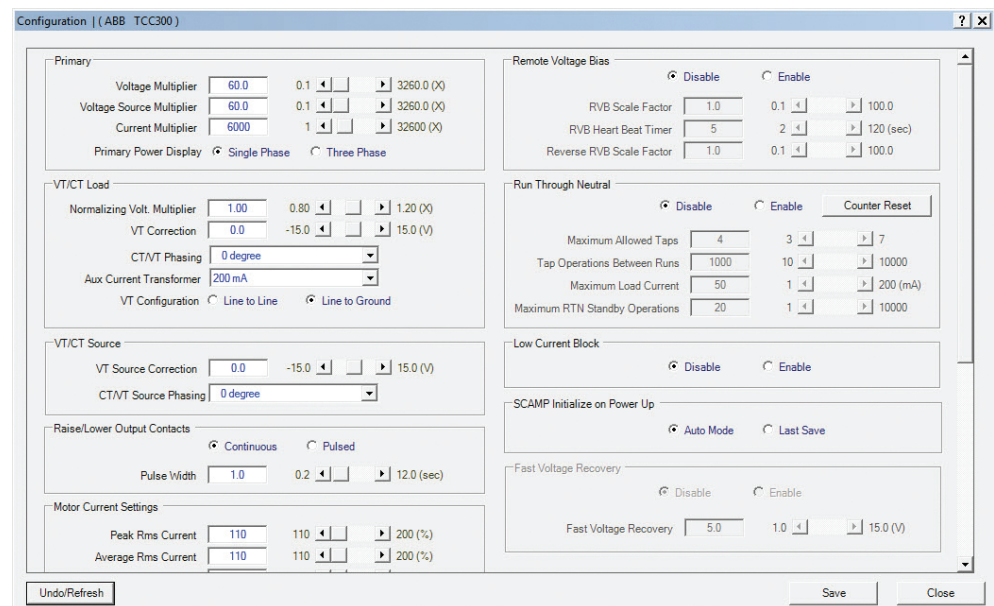 Configuration | ( ABB TCC300 )
? X
Primary
Voltage Multiplier 60.0 0.1 3260.0 (X)
Voltage Source Multiplier 60.0 0.1 3260.0 (X)
Current Multiplier 6000 1 32600 (X)
Primary Power Display Single Phase Three Phase
VT/CT Load
Normalizing Volt. Multiplier 1.00 0.80 1.20 (X)
VT Correction 0.0 -15.0 15.0 (V)
CT/VT Phasing 0 degree
Aux Current Transformer 200 mA
VT Configuration Line to Line Line to Ground
VT/CT Source
VT Source Correction 0.0 -15.0 15.0 (V)
CT/VT Source Phasing 0 degree
Raise/Lower Output Contacts
Continuous Pulsed
Pulse Width 1.0 0.2 12.0 (sec)
Motor Current Settings
Peak Rms Current 110 110 200 (%)
Average Rms Current 110 110 200 (%)
Remote Voltage Bias
Disable Enable
RVB Scale Factor 1.0 0.1 100.0
RVB Heart Beat Timer 5 2 120 (sec)
Reverse RVB Scale Factor 1.0 0.1 100.0
Run Through Neutral
Disable Enable Counter Reset
Maximum Allowed Taps 4 3 7
Tap Operations Between Runs 1000 10 10000
Maximum Load Current 50 1 200 (mA)
Maximum RTN Standby Operations 20 1 10000
Low Current Block
Disable Enable
SCAMP Initialize on Power Up
Auto Mode Last Save
Fast Voltage Recovery
Disable Enable
Fast Voltage Recovery 5.0 1.0 15.0 (V)
Undo/Refresh Save Close